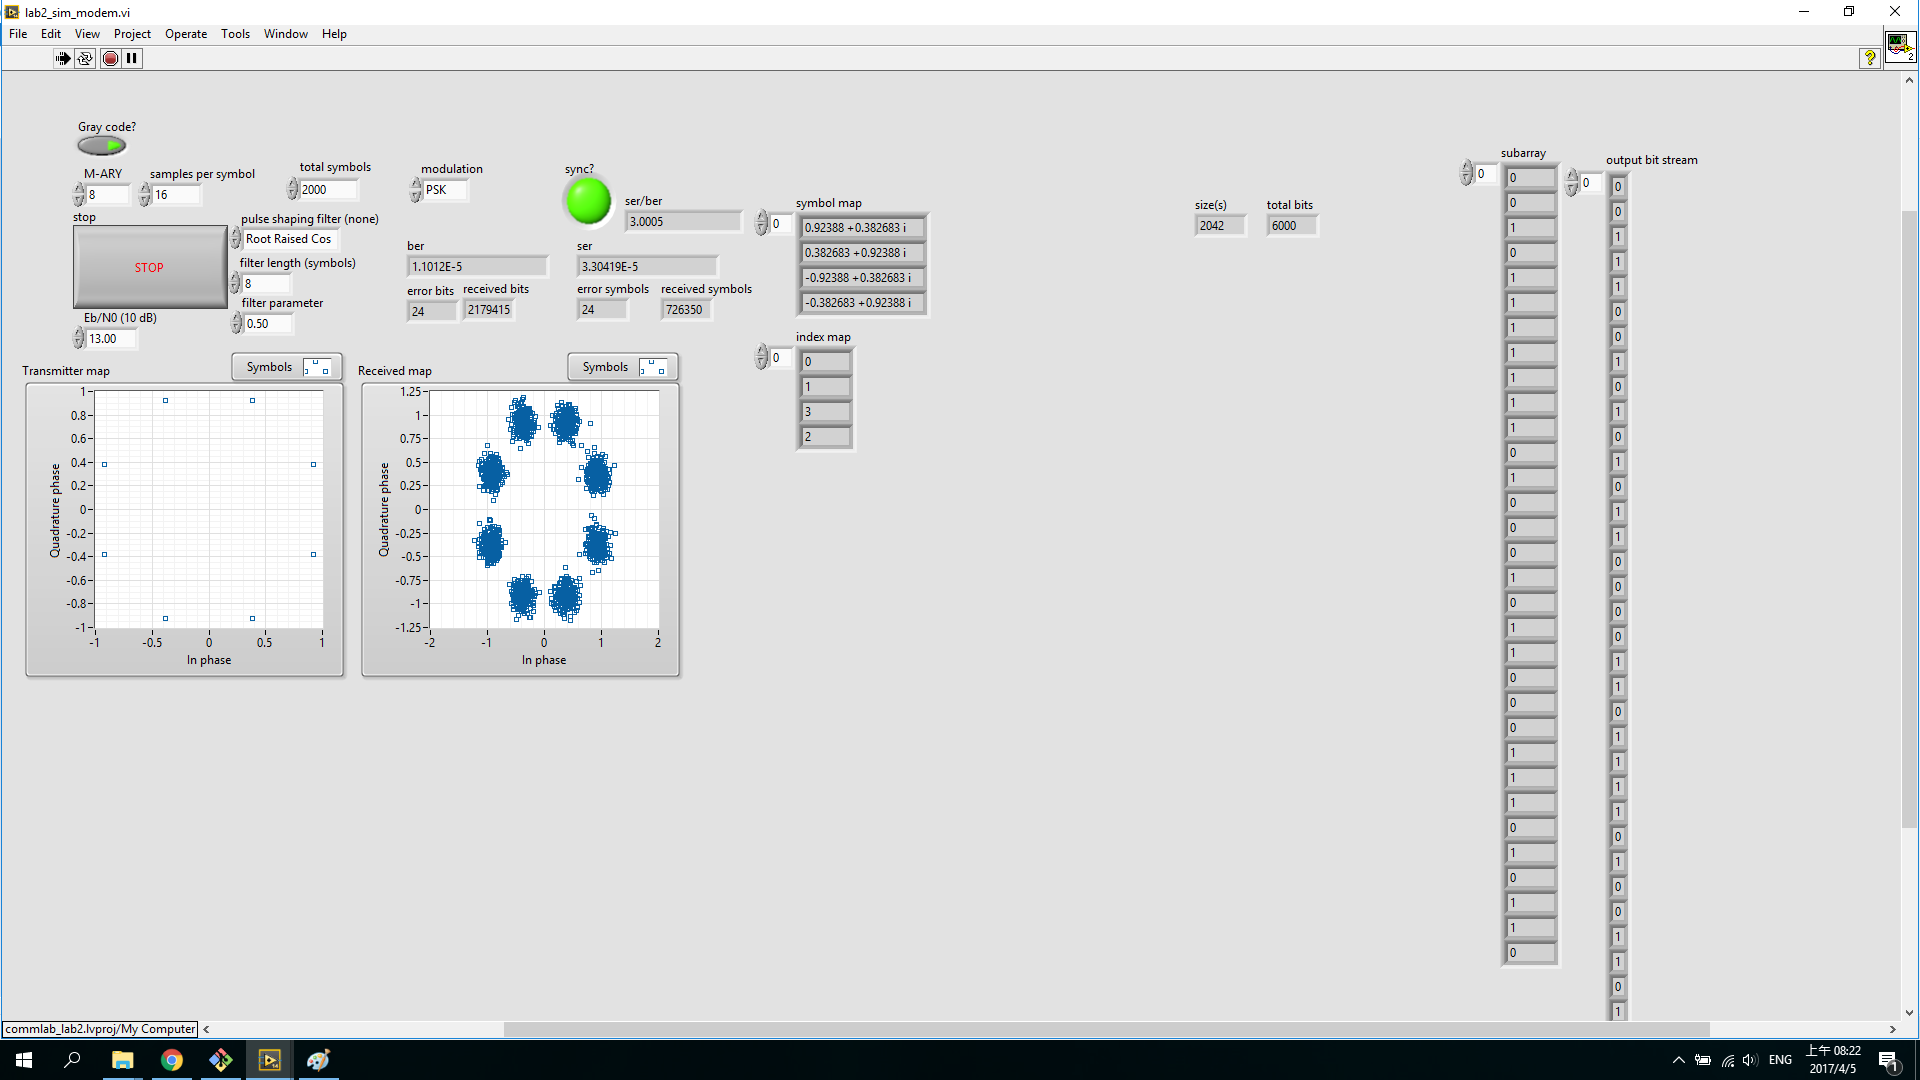 lab2_sim_modem.vi
File Edit View Project Operate Tools Window Help
?
2
Gray code?
M-ARY
8
samples per symbol
16
total symbols
2000
modulation
PSK
sync?
ser/ber
3.0005
stop
STOP
pulse shaping filter (none)
Root Raised Cos
filter length (symbols)
8
filter parameter
0.50
Eb/N0 (10 dB)
13.00
ber
1.1012E-5
error bits
24
received bits
2179415
ser
3.30419E-5
error symbols
24
received symbols
726350
symbol map
0
0.92388 +0.382683 i
0.382683 +0.92388 i
-0.92388 +0.382683 i
-0.382683 +0.92388 i
index map
0
0
1
3
2
size(s)
2042
total bits
6000
Transmitter map
Symbols
Quadrature phase
1
0.8
0.6
0.4
0.2
0
-0.2
-0.4
-0.6
-0.8
-1
-1 -0.5 0 0.5 1
In phase
Received map
Symbols
Quadrature phase
1.25
1
0.75
0.5
0.25
0
-0.25
-0.5
-0.75
-1
-1.25
-2 -1 0 1 2
In phase
subarray
0
0
0
1
0
1
1
1
1
1
1
1
0
1
0
0
0
1
0
1
1
0
0
0
1
1
1
0
1
0
1
1
0
output bit stream
0
0
0
1
1
1
0
0
1
0
1
0
1
0
1
1
0
0
0
0
1
1
0
1
1
1
1
0
1
0
0
1
1
0
1
commlab_lab2.lvproj/My Computer
ENG
上午 08:22
2017/4/5
1